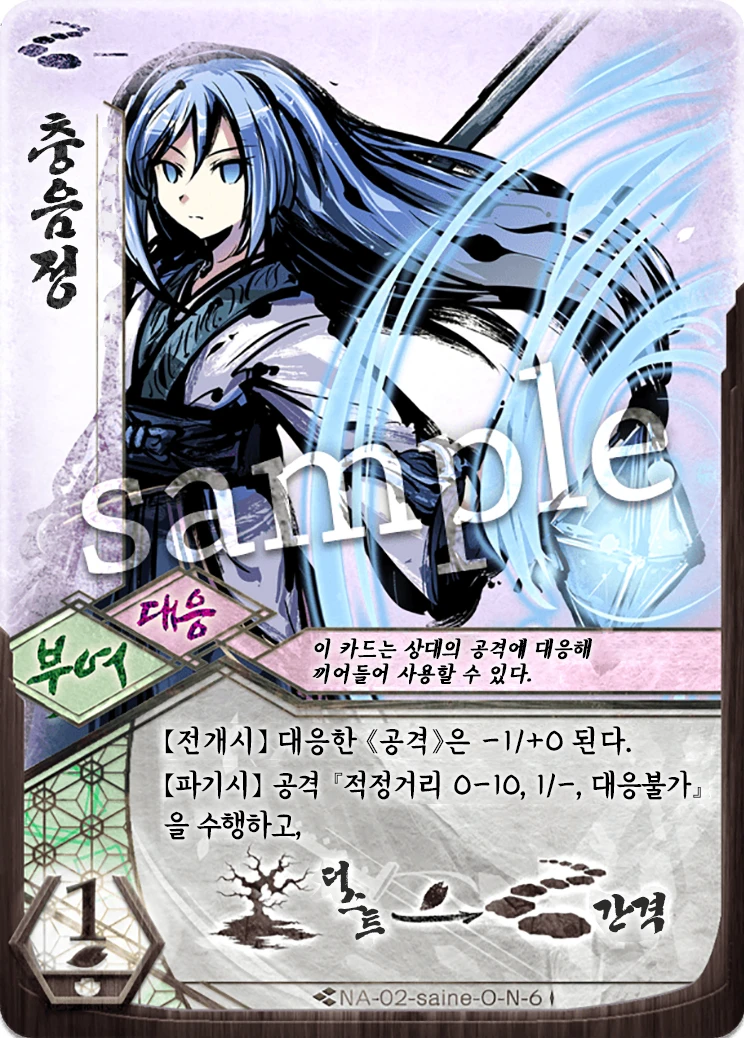 충음정
sample
대응
부여
이 카드는 상대의 공격에 대응해
끼어들어 사용할 수 있다.
【전개시】 대응한 《공격》은 -1/+0 된다.
【파기시】 공격 『적정거리 0-10, 1/-, 대응불가』
을 수행하고,
더스트
간격
1
NA-02-saine-O-N-6